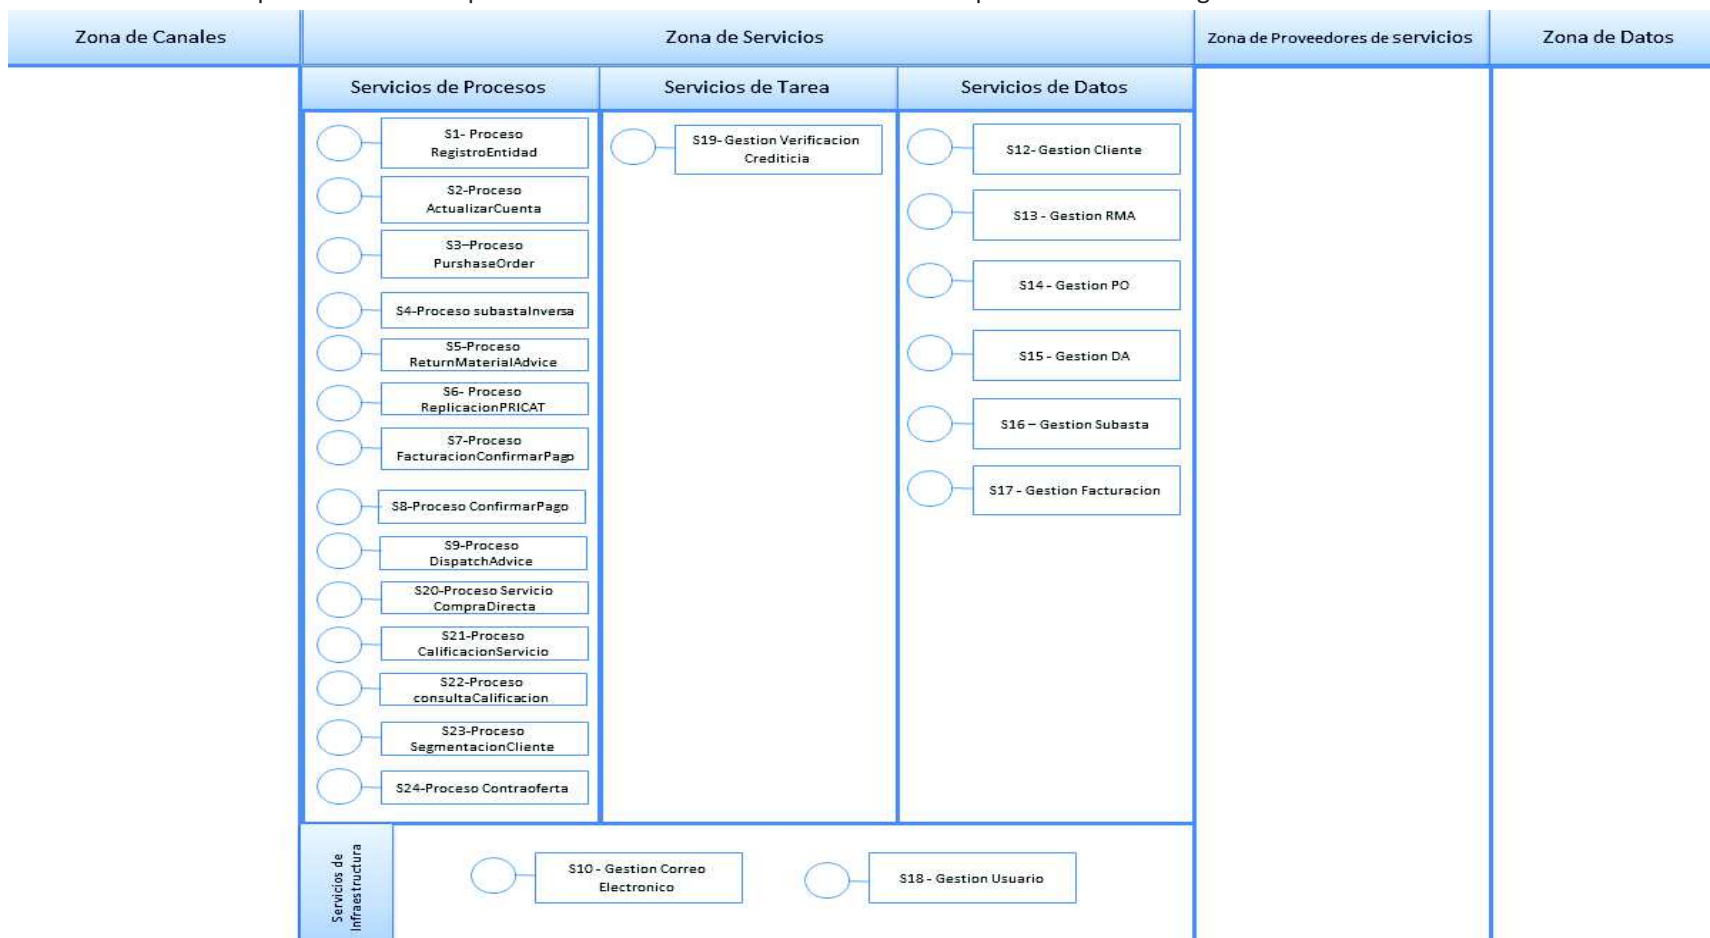 Zona de Canales
Zona de Servicios
Zona de Proveedores de servicios
Zona de Datos
Servicios de Procesos
Servicios de Tarea
Servicios de Datos
S1- Proceso
RegistroEntidad
S2-Proceso
ActualizarCuenta
S3–Proceso
PurshaseOrder
S4-Proceso subastaInversa
S5-Proceso
ReturnMaterialAdvice
S6- Proceso
ReplicacionPRICAT
S7-Proceso
FacturacionConfirmarPago
S8-Proceso ConfirmarPago
S9-Proceso
DispatchAdvice
S20-Proceso Servicio
CompraDirecta
S21-Proceso
CalificacionServicio
S22-Proceso
consultaCalificacion
S23-Proceso
SegmentacionCliente
S24-Proceso Contraoferta
S19-Gestion Verificacion
Crediticia
S12-Gestion Cliente
S13 - Gestion RMA
S14 - Gestion PO
S15 - Gestion DA
S16 – Gestion Subasta
S17 - Gestion Facturacion
Servicios de
Infraestructura
S10 - Gestion Correo
Electronico
S18 - Gestion Usuario